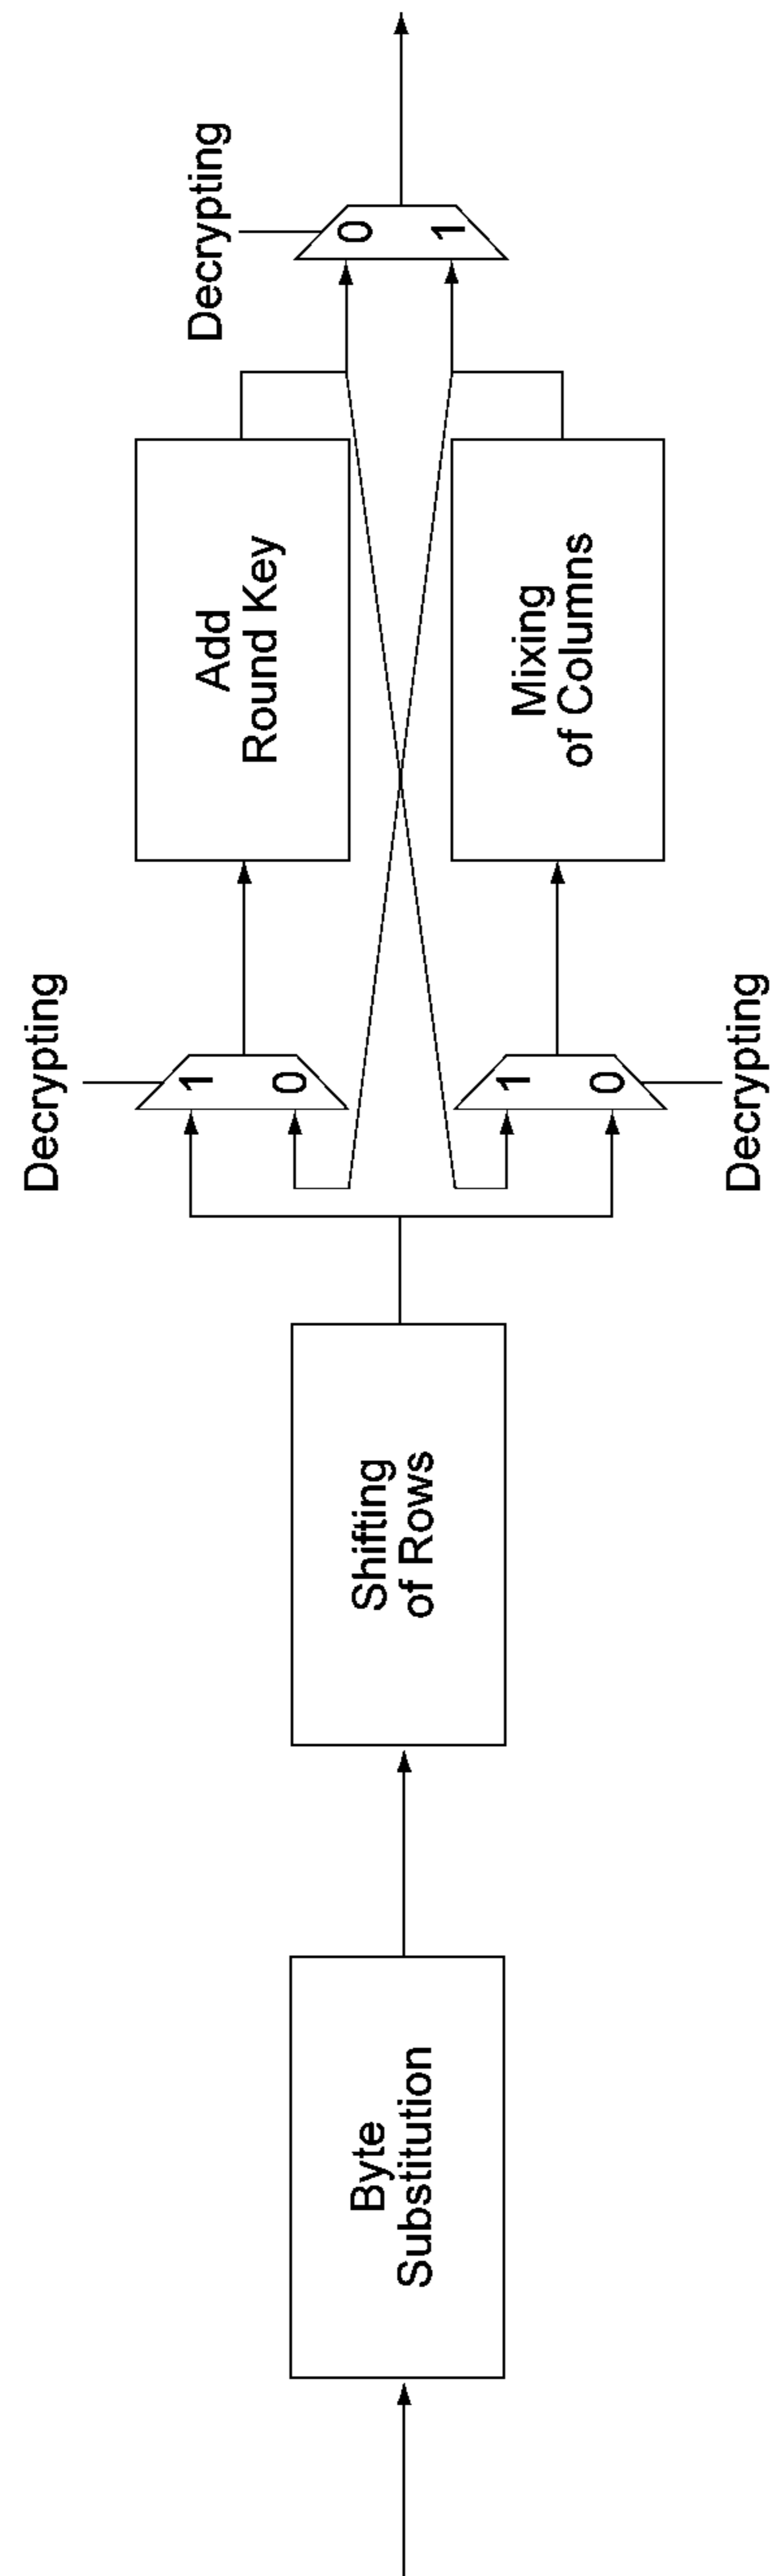 Byte
Substitution
Shifting
of Rows
Decrypting
1
0
1
0
Decrypting
Add
Round Key
Mixing
of Columns
Decrypting
0
1